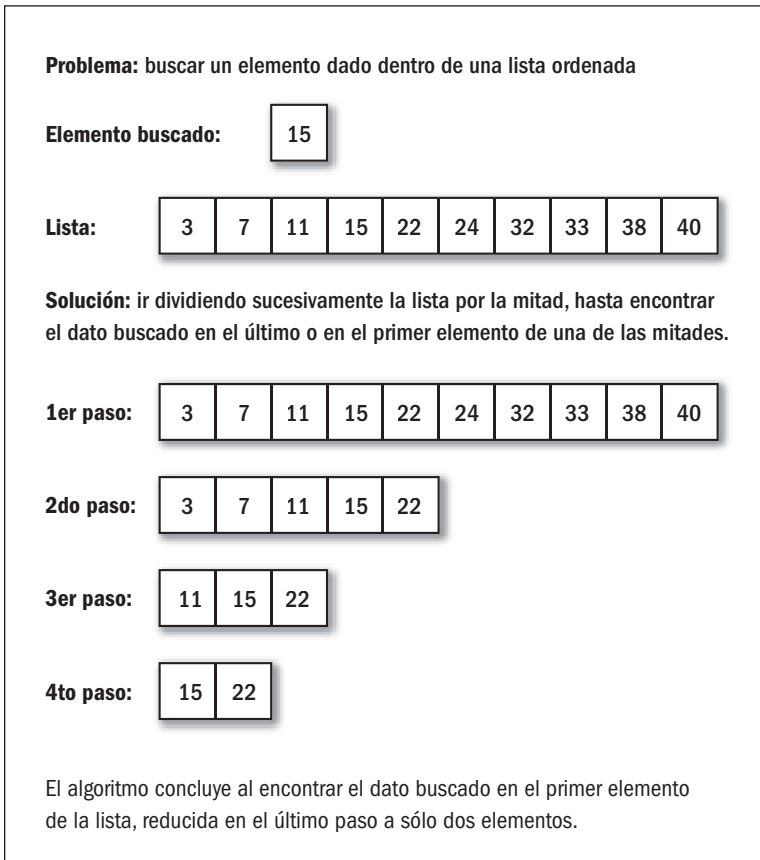 Problema: buscar un elemento dado dentro de una lista ordenada
Elemento buscado: 15
Lista: 3 7 11 15 22 24 32 33 38 40
Solución: ir dividiendo sucesivamente la lista por la mitad, hasta encontrar
el dato buscado en el último o en el primer elemento de una de las mitades.
1er paso: 3 7 11 15 22 24 32 33 38 40
2do paso: 3 7 11 15 22
3er paso: 11 15 22
4to paso: 15 22
El algoritmo concluye al encontrar el dato buscado en el primer elemento
de la lista, reducida en el último paso a sólo dos elementos.